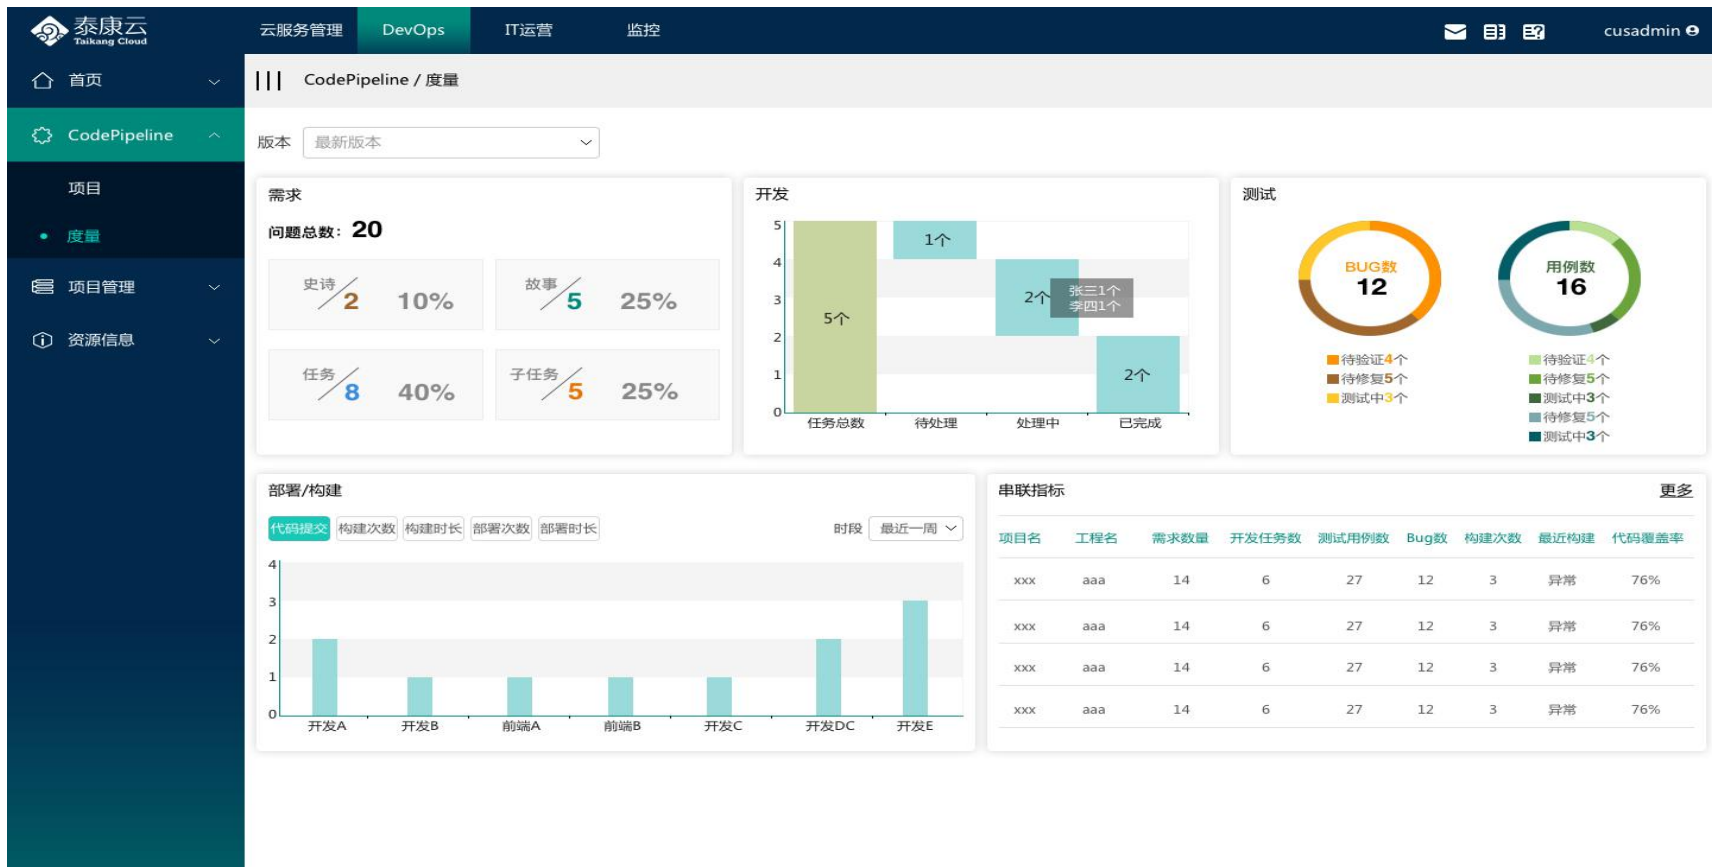 泰康云
Taikang Cloud
云服务管理 DevOps IT运营 监控
cusadmin
首页
CodePipeline
项目
度量
项目管理
资源信息
CodePipeline / 度量
版本 最新版本
需求
问题总数: 20
史诗 2 10%
故事 5 25%
任务 8 40%
子任务 5 25%
开发
5
4
3
2
1
0
5个
1个
2个
张三1个
李四1个
2个
任务总数 待处理 处理中 已完成
测试
BUG数
12
待验证4个
待修复5个
测试中3个
用例数
16
待验证4个
待修复5个
测试中3个
待修复5个
测试中3个
部署/构建
代码提交 构建次数 构建时长 部署次数 部署时长
时段 最近一周
4
3
2
1
0
开发A 开发B 前端A 前端B 开发C 开发DC 开发E
串联指标 更多
项目名 工程名 需求数量 开发任务数 测试用例数 Bug数 构建次数 最近构建 代码覆盖率
xxx aaa 14 6 27 12 3 异常 76%
xxx aaa 14 6 27 12 3 异常 76%
xxx aaa 14 6 27 12 3 异常 76%
xxx aaa 14 6 27 12 3 异常 76%